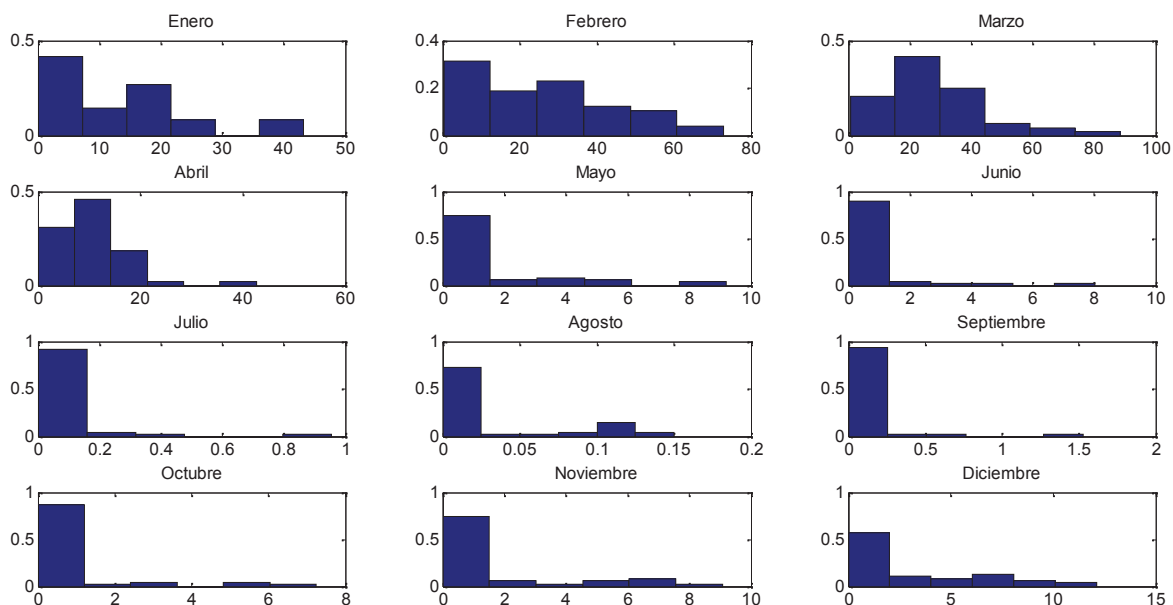 Enero Febrero Marzo
0.5 0.4 0.5
0.2
0 0 0
0 10 20 30 40 50 0 20 40 60 80 0 20 40 60 80 100
Abril Mayo Junio
0.5 1 1
0.5 0.5
0 0 0
0 20 40 60 0 2 4 6 8 10 0 2 4 6 8 10
Julio Agosto Septiembre
1 1 1
0.5 0.5 0.5
0 0 0
0 0.2 0.4 0.6 0.8 1 0 0.05 0.1 0.15 0.2 0 0.5 1 1.5 2
Octubre Noviembre Diciembre
1 1 1
0.5 0.5 0.5
0 0 0
0 2 4 6 8 0 2 4 6 8 10 5 10 15